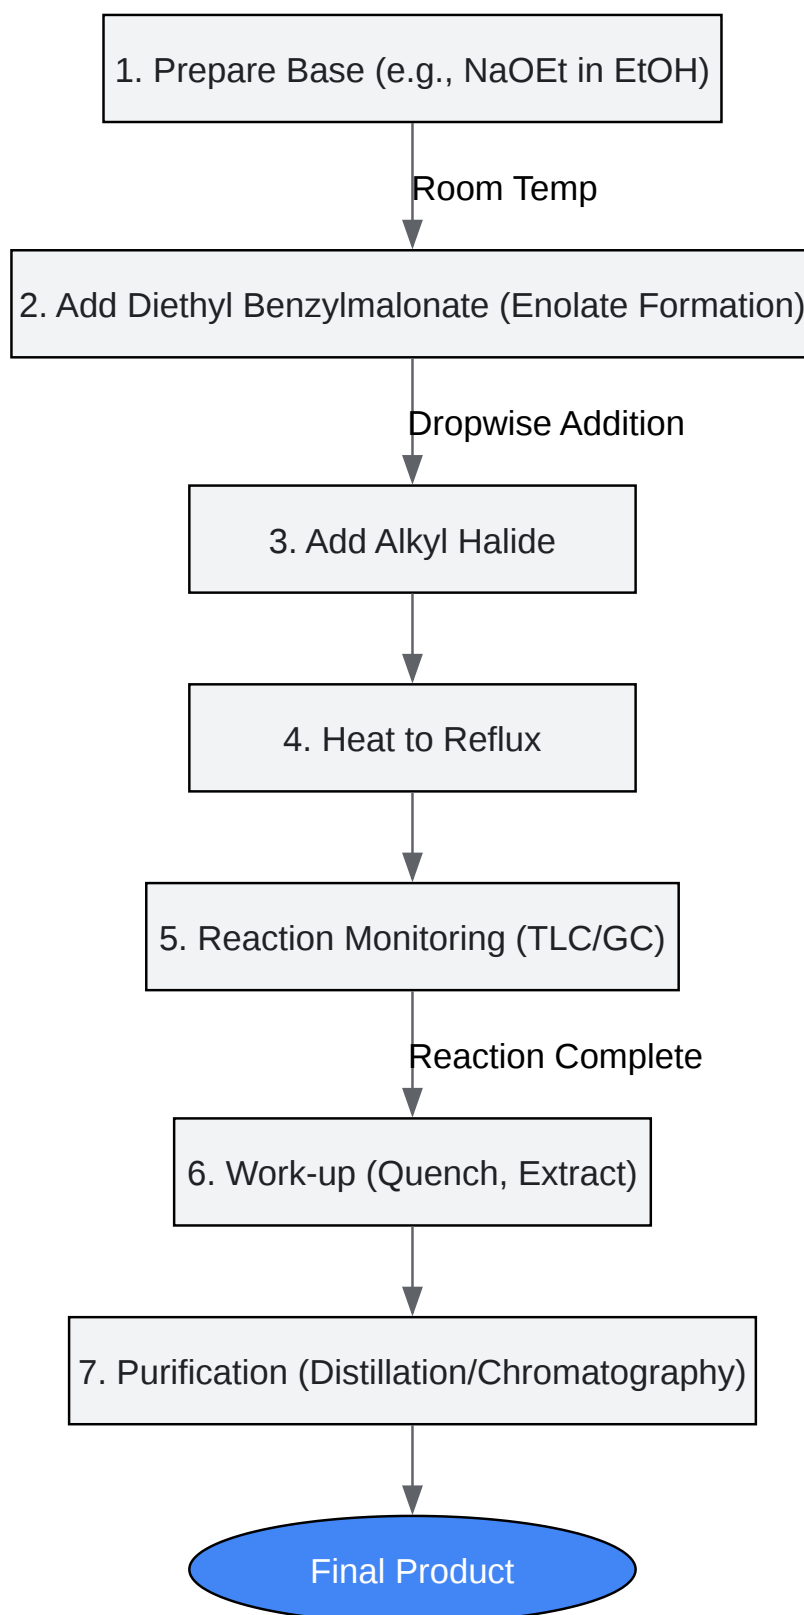 1. Prepare Base (e.g., NaOEt in EtOH)
Room Temp
2. Add Diethyl Benzylmalonate (Enolate Formation)
Dropwise Addition
3. Add Alkyl Halide
4. Heat to Reflux
5. Reaction Monitoring (TLC/GC)
Reaction Complete
6. Work-up (Quench, Extract)
7. Purification (Distillation/Chromatography)
Final Product